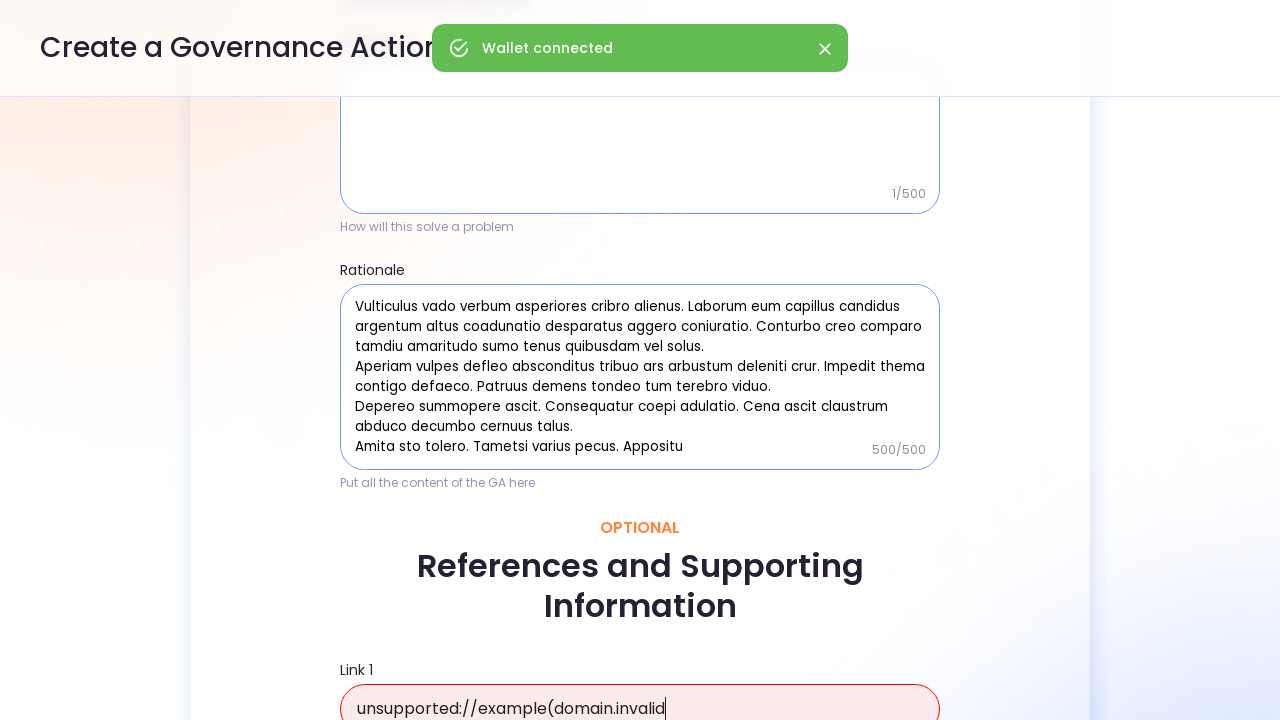 Create a Governance Action
Wallet connected
1/500
How will this solve a problem
Rationale
Vulticulus vado verbum asperiores cribro alienus. Laborum eum capillus candidus
argentum altus coadunatio desparatus aggero coniuratio. Conturbo creo comparo
tamdiu amaritudo sumo tenus quibusdam vel solus.
Aperiam vulpes defleo absconditus tribuo ars arbustum deleniti crur. Impedit thema
contigo defaeco. Patruus demens tondeo tum terebro viduo.
Depereo summopere ascit. Consequatur coepi adulatio. Cena ascit claustrum
abduco decumbo cernuus talus.
Amita sto tolero. Tametsi varius pecus. Appositu
500/500
Put all the content of the GA here
OPTIONAL
References and Supporting
Information
Link 1
unsupported://example(domain.invalid